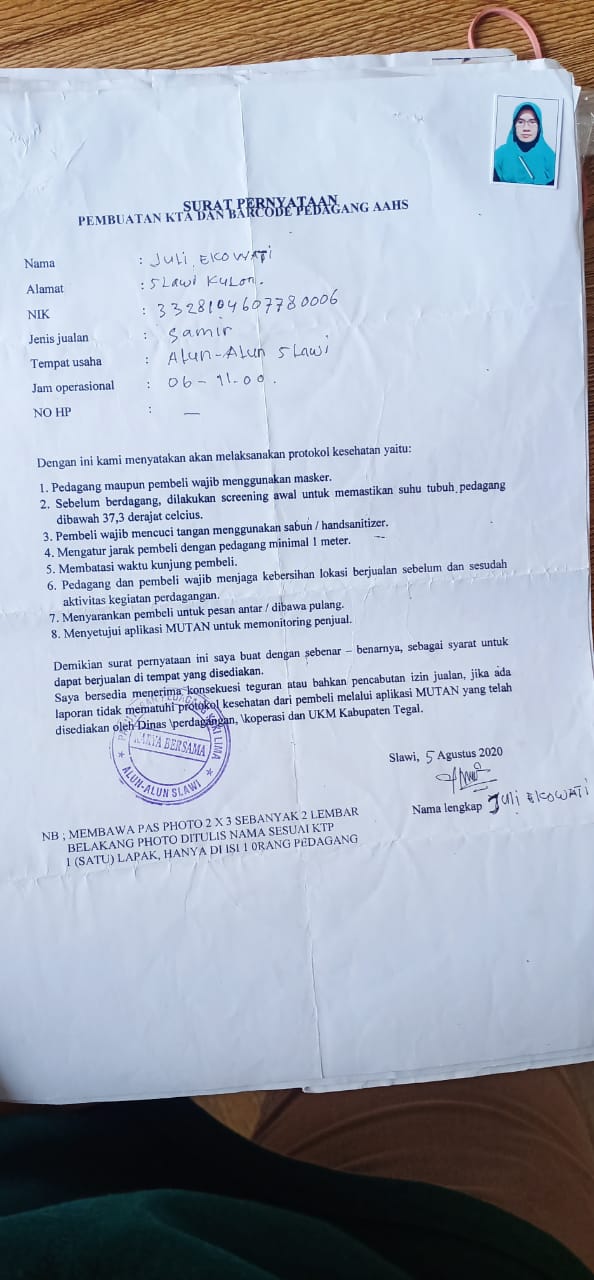 SURAT PERNYATAAN
PEMBUATAN KTA DAN BARCODE PEDAGANG AAHS
Nama : Juli EKOWATI
Alamat : Slawi Kulon.
NIK : 3328104607780006
Jenis jualan : Samir
Tempat usaha : Alun-Alun Slawi
Jam operasional : 06-11.00.
NO HP : —
Dengan ini kami menyatakan akan melaksanakan protokol kesehatan yaitu:
1. Pedagang maupun pembeli wajib menggunakan masker.
2. Sebelum berdagang, dilakukan screening awal untuk memastikan suhu tubuh pedagang
dibawah 37,3 derajat celcius.
3. Pembeli wajib mencuci tangan menggunakan sabun / handsanitizer.
4. Mengatur jarak pembeli dengan pedagang minimal 1 meter.
5. Membatasi waktu kunjung pembeli.
6. Pedagang dan pembeli wajib menjaga kebersihan lokasi berjualan sebelum dan sesudah
aktivitas kegiatan perdagangan.
7. Menyarankan pembeli untuk pesan antar / dibawa pulang.
8. Menyetujui aplikasi MUTAN untuk memonitoring penjual.
Demikian surat pernyataan ini saya buat dengan sebenar – benarnya, sebagai syarat untuk
dapat berjualan di tempat yang disediakan.
Saya bersedia menerima konsekuesi teguran atau bahkan pencabutan izin jualan, jika ada
laporan tidak mematuhi protokol kesehatan dari pembeli melalui aplikasi MUTAN yang telah
disediakan oleh Dinas \perdagangan, \koperasi dan UKM Kabupaten Tegal.
KARYA BERSAMA
ALUN-ALUN SLAWI
Slawi, 5 Agustus 2020
Nama lengkap Juli EKOWATI
NB ; MEMBAWA PAS PHOTO 2 X 3 SEBANYAK 2 LEMBAR
BELAKANG PHOTO DITULIS NAMA SESUAI KTP
1 (SATU) LAPAK, HANYA DI ISI 1 0RANG PEDAGANG